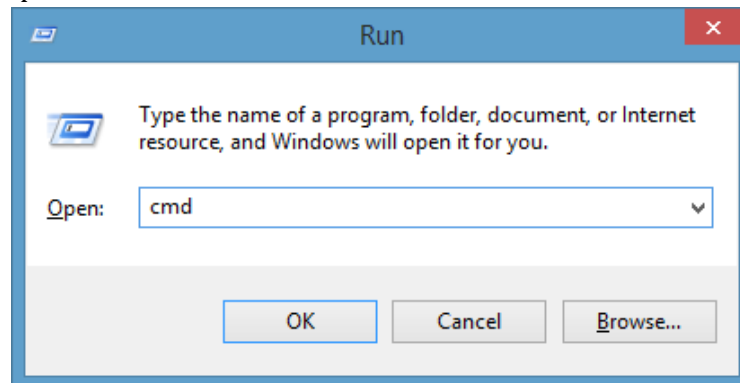 Run
Type the name of a program, folder, document, or Internet
resource, and Windows will open it for you.
Open: cmd
OK Cancel Browse...